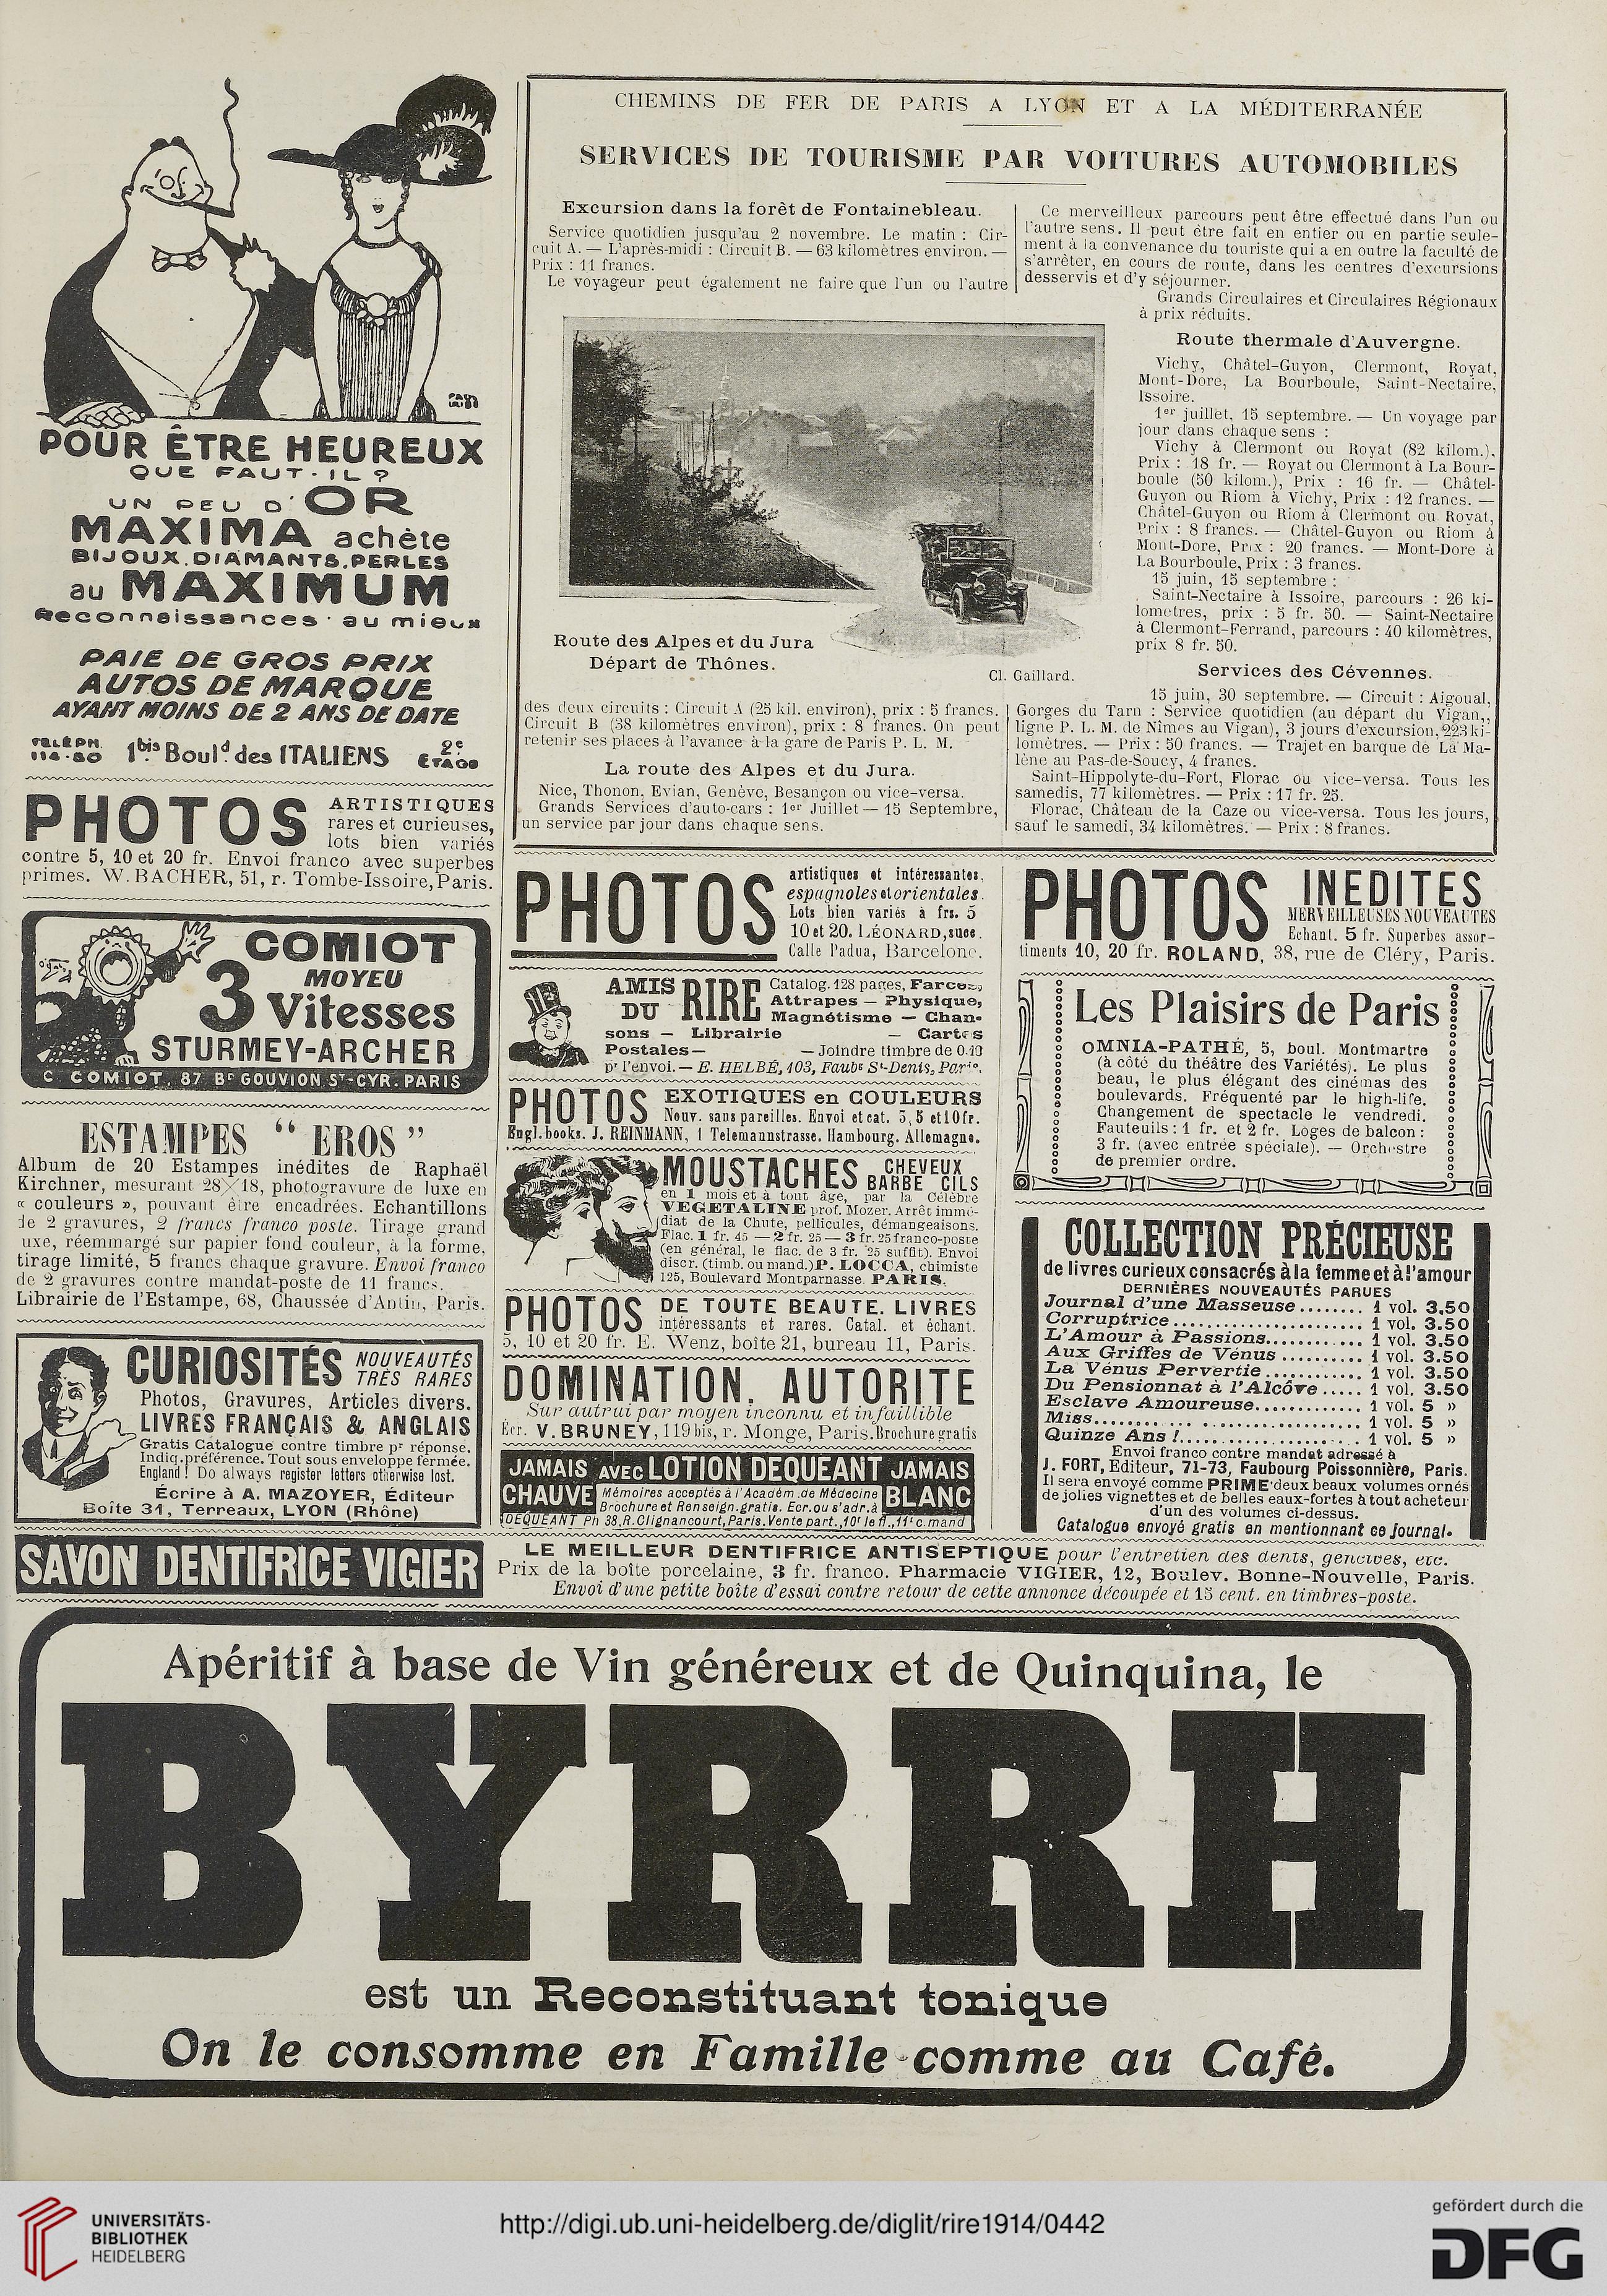 POUR ÊTRE HEUREUX
QUE FAUT-IL ?
UN PEU D'OR
MAXIMA achète
BIJOUX.DIAMANTS.PERLES
au MAXIMUM
Reconnaissances au mieux
PAIE DE GROS PRIX
AUTOS DE MARQUE
AYANT MOINS DE 2 ANS DE DATE
1bis Bould des ITALIENS
PHOTOS ARTISTIQUES
rares et curieuses,
lots bien variés
contre 5, 10 et 20 fr. Envoi franco avec superbes
primes. W. BACHER, 51, r. Tombe-Issoire, Paris.
COMIOT
MOYEU
3 Vitesses
STURMEY-ARCHER
C. COMIOT, 87 Bd GOUVION St-CYR. PARIS
ESTAMPES “ EROS ”
Album de 20 Estampes inédites de Raphaël
Kirchner, mesurant 28×18, photogravure de luxe en
« couleurs », pouvant être encadrées. Echantillons
de 2 gravures, 2 francs franco poste. Tirage grand
uxe, réemmargé sur papier fond couleur, à la forme,
tirage limité, 5 francs chaque gravure. Envoi franco
de 2 gravures contre mandat-poste de 11 francs.
Librairie de l'Estampe, 68, Chaussée d'Antin, Paris.
CURIOSITÉS NOUVEAUTÉS
TRÈS RARES
Photos, Gravures, Articles divers.
LIVRES FRANÇAIS & ANGLAIS
Gratis Catalogue contre timbre pr réponse.
Indiq. préférence. Tout sous enveloppe fermée.
England ! Do always register letters otherwise lost.
Écrire à A. MAZOYER, Éditeur
Boîte 31, Terreaux, LYON (Rhône)
CHEMINS DE FER DE PARIS A LYON ET A LA MÉDITERRANÉE
SERVICES DE TOURISME PAR VOITURES AUTOMOBILES
Excursion dans la forêt de Fontainebleau.
Service quotidien jusqu'au 2 novembre. Le matin : Cir-
cuit A. — L'après-midi : Circuit B. — 63 kilomètres environ. —
Prix : 11 francs.
Le voyageur peut également ne faire que l'un ou l'autre
Route des Alpes et du Jura
Départ de Thônes.
Cl. Gaillard.
des deux circuits : Circuit A (25 kil. environ), prix : 5 francs.
Circuit B (38 kilomètres environ), prix : 8 francs. On peut
retenir ses places à l'avance à la gare de Paris P. L. M.
La route des Alpes et du Jura.
Nice, Thonon, Evian, Genève, Besançon ou vice-versa.
Grands Services d'auto-cars : 1er Juillet — 15 Septembre,
un service par jour dans chaque sens.
Ce merveilleux parcours peut être effectué dans l'un ou
l'autre sens. Il peut être fait en entier ou en partie seule-
ment à la convenance du touriste qui a en outre la faculté de
s'arrêter, en cours de route, dans les centres d'excursions
desservis et d'y séjourner.
Grands Circulaires et Circulaires Régionaux
à prix réduits.
Route thermale d'Auvergne.
Vichy, Châtel-Guyon, Clermont, Royat,
Mont-Dore, La Bourboule, Saint-Nectaire,
Issoire.
1er juillet, 15 septembre. — Un voyage par
jour dans chaque sens :
Vichy à Clermont ou Royat (82 kilom.),
Prix : 18 fr. — Royat ou Clermont à La Bour-
boule (50 kilom.), Prix : 16 fr. — Châtel-
Guyon ou Riom à Vichy, Prix : 12 francs. —
Châtel-Guyon ou Riom à Clermont ou Royat,
Prix : 8 francs. — Châtel-Guyon ou Riom à
Mont-Dore, Prix : 20 francs. — Mont-Dore à
La Bourboule, Prix : 3 francs.
15 juin, 15 septembre :
Saint-Nectaire à Issoire, parcours : 26 ki-
lomètres, prix : 5 fr. 50. — Saint-Nectaire
à Clermont-Ferrand, parcours : 40 kilomètres,
prix 8 fr. 50.
Services des Cévennes.
15 juin, 30 septembre. — Circuit : Aigoual,
Gorges du Tarn : Service quotidien (au départ du Vigan,,
ligne P. L. M. de Nîmes au Vigan), 3 jours d'excursion, 223 ki-
lomètres. — Prix : 50 francs. — Trajet en barque de La Ma-
lène au Pas-de-Soucy, 4 francs.
Saint-Hippolyte-du-Fort, Florac ou vice-versa. Tous les
samedis, 77 kilomètres. — Prix : 17 fr. 25.
Florac, Château de la Caze ou vice-versa. Tous les jours,
sauf le samedi, 34 kilomètres. — Prix : 8 francs.
PHOTOS artistiques et intéressantes,
espagnoles et orientales.
Lots bien variés à frs. 5
10 et 20. LÉONARD, succ.
Calle Padua, Barcelone.
AMIS DU RIRE Catalog. 128 pages, Farces,
Attrapes — Physique,
Magnétisme — Chan-
sons — Librairie — Cartes
Postales — — Joindre timbre de 0.10
pr l'envoi. — E. HELBÉ, 103, Faubg St-Denis, Paris.
PHOTOS EXOTIQUES en COULEURS
Nouv. sans pareilles. Envoi et cat. 3, 5 et 10 fr.
Engl. books. J. REINMANN, 1 Telemannstrasse. Hambourg. Allemagne.
MOUSTACHES CHEVEUX
BARBE CILS
en 1 mois et à tout âge, par la Célèbre
VEGETALINE prof. Mozer. Arrêt immé-
diat de la Chute, pellicules, démangeaisons.
Flac. 1 fr. 45 — 2 fr. 25 — 3 fr. 25 franco-poste
(en général, le flac. de 3 fr. 25 suffit). Envoi
discr. (timb. ou mand.) P. LOCCA, chimiste
125, Boulevard Montparnasse. PARIS.
PHOTOS DE TOUTE BEAUTE. LIVRES
intéressants et rares. Catal. et échant.
5, 10 et 20 fr. E. Wenz, boîte 21, bureau 11, Paris.
DOMINATION, AUTORITE
Sur autrui par moyen inconnu et infaillible
Écr. V. BRUNEY, 119 bis, r. Monge, Paris. Brochure gratis
JAMAIS CHAUVE AVEC LOTION DEQUEANT JAMAIS BLANC
Mémoires acceptés à l'Académ. de Médecine
Brochure et Renseign. gratis. Ecr. ou s'adr. à
DEQUEANT Ph 38, R. Clignancourt, Paris. Vente part., 10f le fl., 11f c. mand
PHOTOS INEDITES
MERVEILLEUSES NOUVEAUTES
Echant. 5 fr. Superbes assor-
timents 10, 20 fr. ROLAND, 38, rue de Cléry, Paris.
Les Plaisirs de Paris
OMNIA-PATHÉ, 5, boul. Montmartre
(à côté du théâtre des Variétés). Le plus
beau, le plus élégant des cinémas des
boulevards. Fréquenté par le high-life.
Changement de spectacle le vendredi.
Fauteuils : 1 fr. et 2 fr. Loges de balcon :
3 fr. (avec entrée spéciale). — Orchestre
de premier ordre.
COLLECTION PRÉCIEUSE
de livres curieux consacrés à la femme et à l'amour
DERNIÈRES NOUVEAUTÉS PARUES
Journal d'une Masseuse........ 1 vol. 3.50
Corruptrice........................ 1 vol. 3.50
L'Amour à Passions............ 1 vol. 3.50
Aux Griffes de Vénus .......... 1 vol. 3.50
La Vénus Pervertie............. 1 vol. 3.50
Du Pensionnat à l'Alcôve..... 1 vol. 3.50
Esclave Amoureuse............. 1 vol. 5 »
Miss.................................. 1 vol. 5 »
Quinze Ans !...................... 1 vol. 5 »
Envoi franco contre mandat adressé à
J. FORT, Editeur, 71-73, Faubourg Poissonnière, Paris.
Il sera envoyé comme PRIME deux beaux volumes ornés
de jolies vignettes et de belles eaux-fortes à tout acheteur
d'un des volumes ci-dessus.
Catalogue envoyé gratis en mentionnant ce journal.
SAVON DENTIFRICE VIGIER
LE MEILLEUR DENTIFRICE ANTISEPTIQUE pour l'entretien des dents, gencives, etc.
Prix de la boîte porcelaine, 3 fr. franco. Pharmacie VIGIER, 12, Boulev. Bonne-Nouvelle, Paris.
Envoi d'une petite boîte d'essai contre retour de cette annonce découpée et 15 cent. en timbres-poste.
Apéritif à base de Vin généreux et de Quinquina, le
BYRRH
est un Reconstituant tonique
On le consomme en Famille comme au Café.
UNIVERSITÄTS-
BIBLIOTHEK
HEIDELBERG
http://digi.ub.uni-heidelberg.de/diglit/rire1914/0442
gefördert durch die
DFG